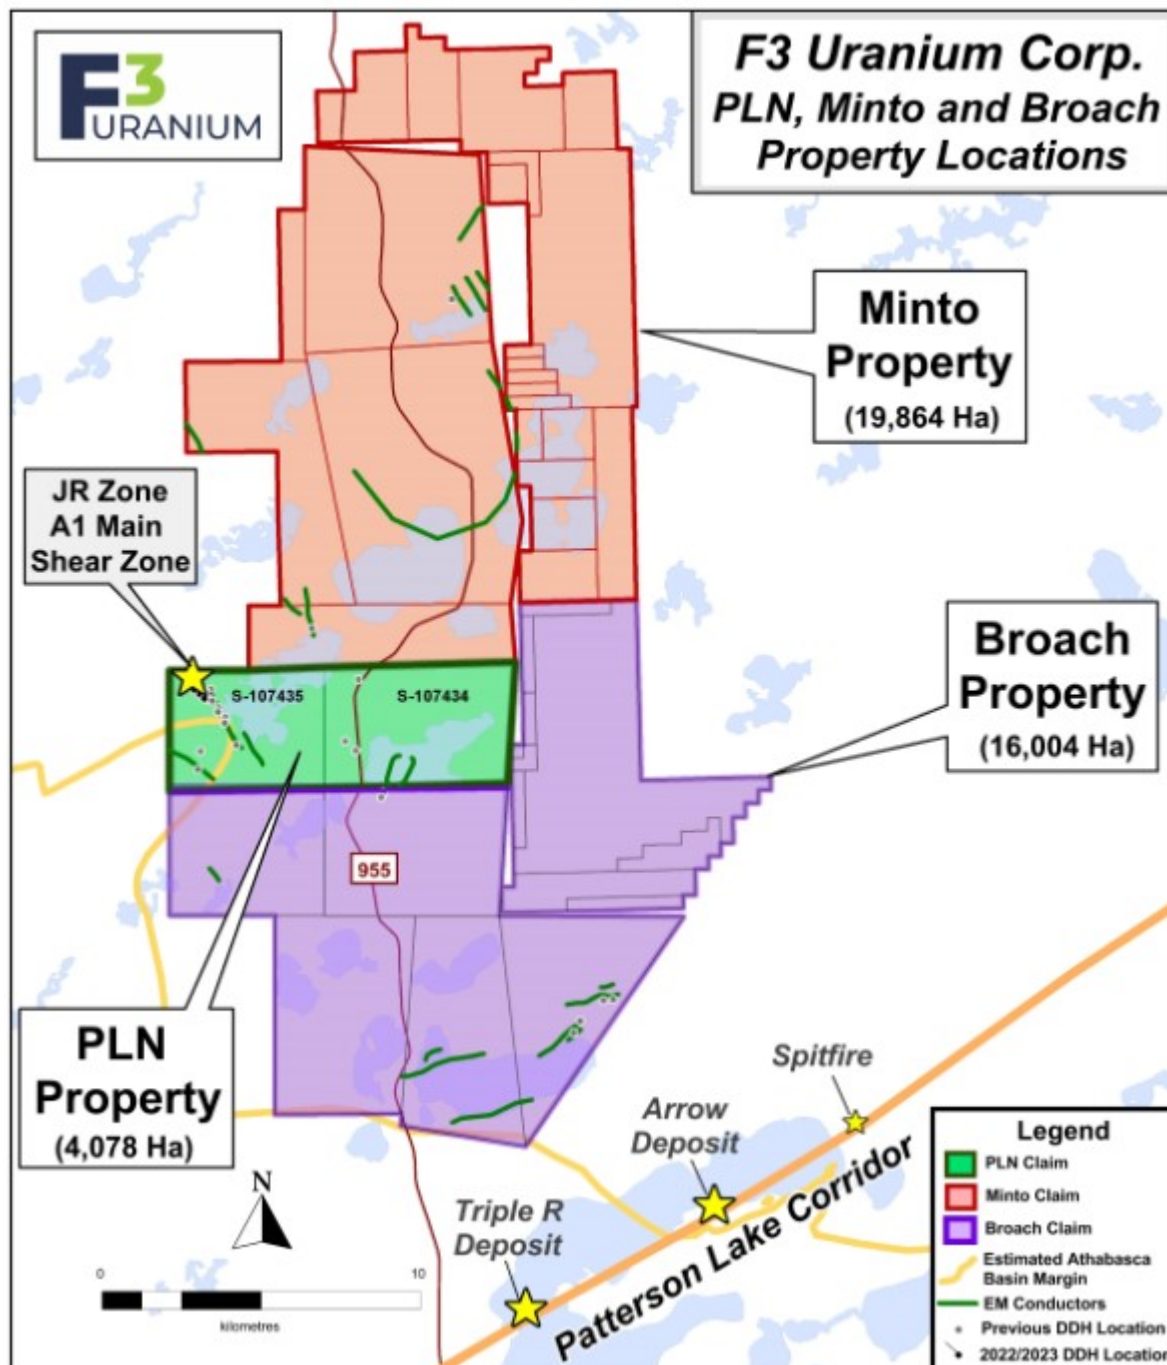 F3
URANIUM
F3 Uranium Corp.
PLN, Minto and Broach
Property Locations
Minto
Property
(19,864 Ha)
JR Zone
A1 Main
Shear Zone
S-107435
S-107434
Broach
Property
(16,004 Ha)
955
PLN
Property
(4,078 Ha)
Spitfire
Arrow
Deposit
Triple R
Deposit
Patterson Lake Corridor
N
0
10
kilometres
Legend
PLN Claim
Minto Claim
Broach Claim
Estimated Athabasca
Basin Margin
EM Conductors
Previous DDH Location
2022/2023 DDH Location